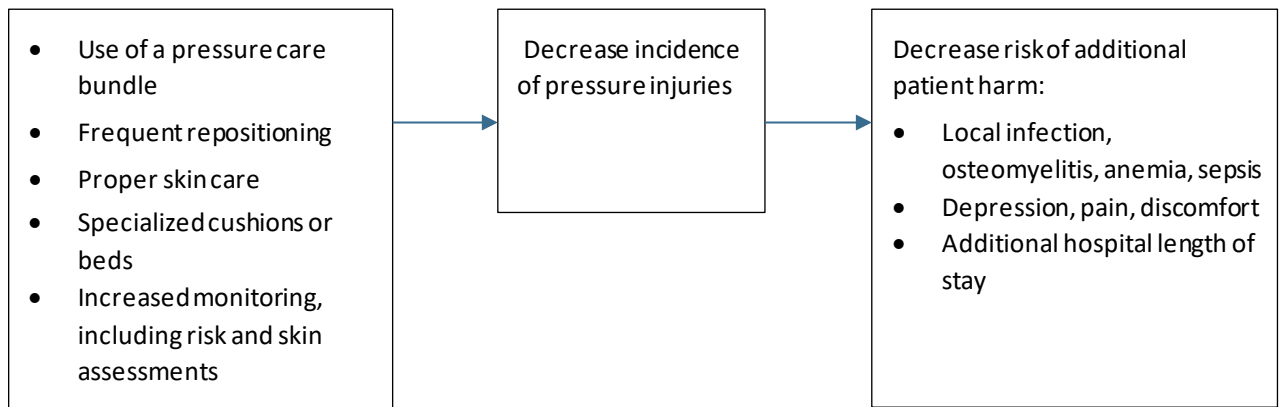 • Use of a pressure care
bundle
• Frequent repositioning
• Proper skin care
• Specialized cushions or
beds
• Increased monitoring,
including risk and skin
assessments
Decrease incidence
of pressure injuries
Decrease risk of additional
patient harm:
• Local infection,
osteomyelitis, anemia, sepsis
• Depression, pain, discomfort
• Additional hospital length of
stay